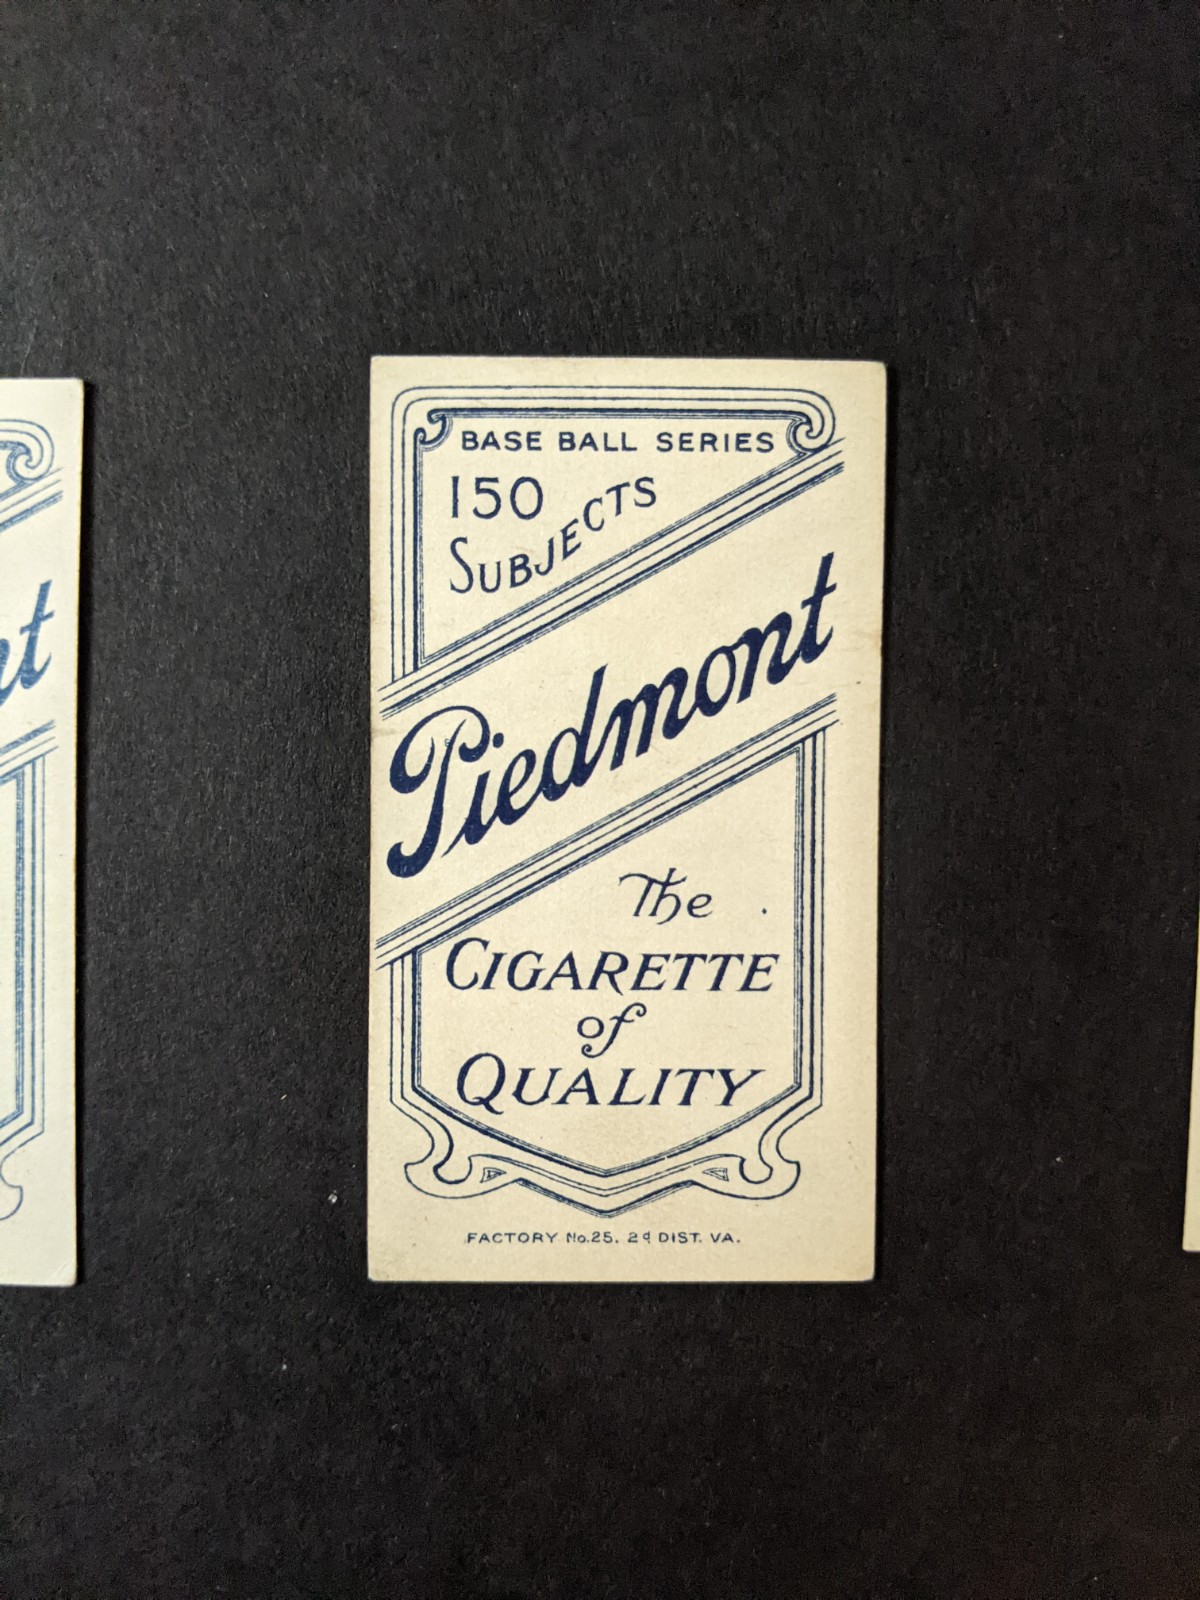 BASE BALL SERIES
150
SUBJECTS
Piedmont
The
CIGARETTE
of
QUALITY
FACTORY No.25. 2d DIST. VA.